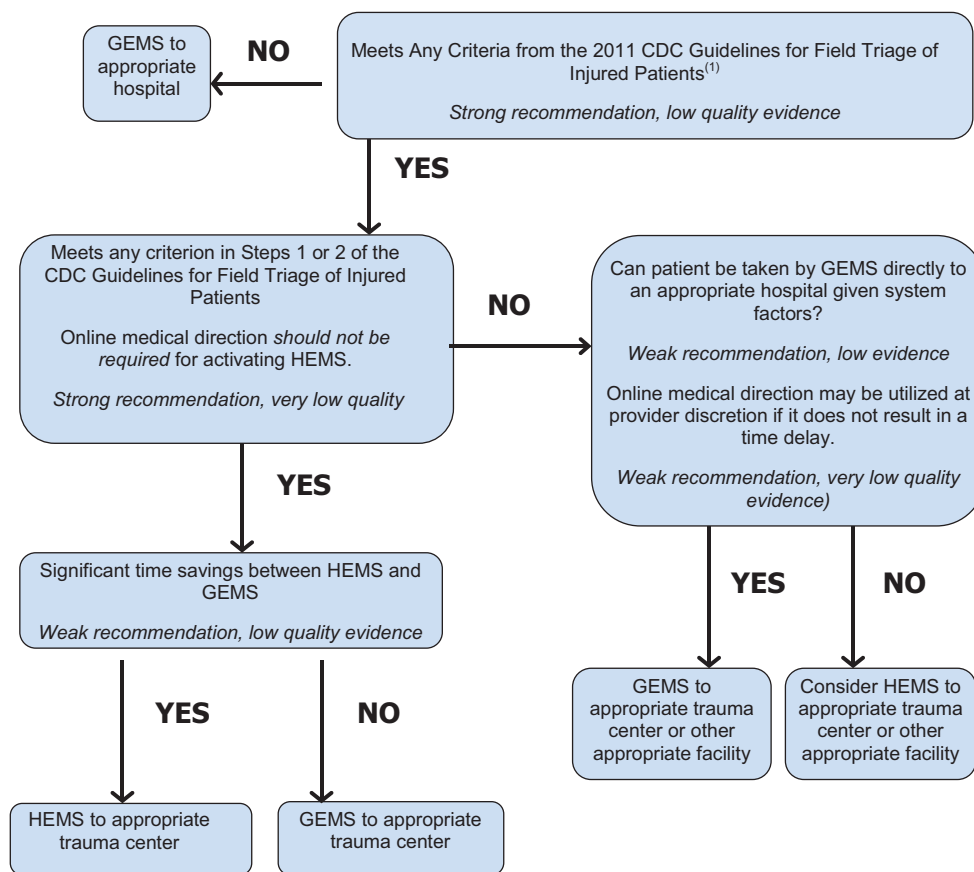 GEMS to
appropriate
hospital
NO
Meets Any Criteria from the 2011 CDC Guidelines for Field Triage of
Injured Patients(1)
Strong recommendation, low quality evidence
YES
Meets any criterion in Steps 1 or 2 of the
CDC Guidelines for Field Triage of Injured
Patients
Online medical direction should not be
required for activating HEMS.
Strong recommendation, very low quality
NO
Can patient be taken by GEMS directly to
an appropriate hospital given system
factors?
Weak recommendation, low evidence
Online medical direction may be utilized at
provider discretion if it does not result in a
time delay.
Weak recommendation, very low quality
evidence)
YES
Significant time savings between HEMS and
GEMS
Weak recommendation, low quality evidence
YES
NO
YES
NO
HEMS to appropriate
trauma center
GEMS to appropriate
trauma center
GEMS to
appropriate trauma
center or other
appropriate facility
Consider HEMS to
appropriate trauma
center or other
appropriate facility